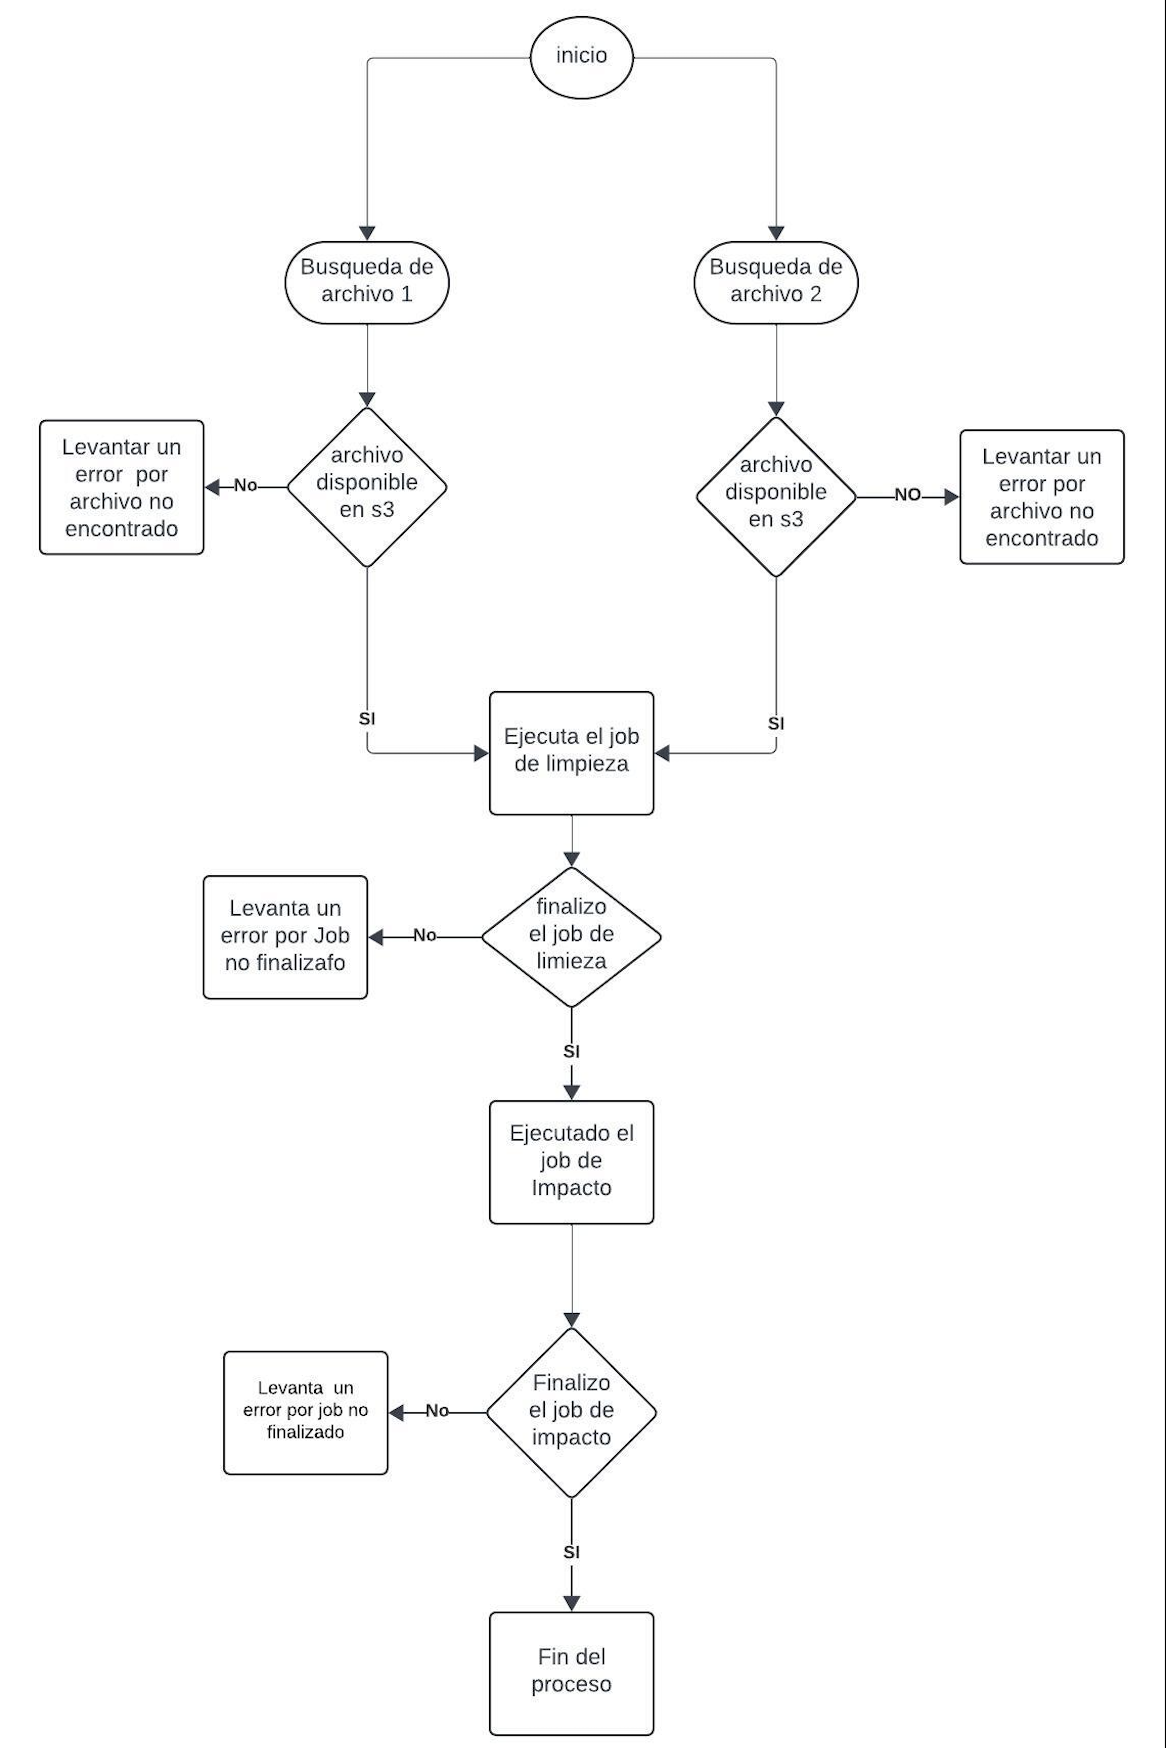 inicio
Busqueda de
archivo 1
Busqueda de
archivo 2
archivo
disponible
en s3
No
Levantar un
error  por
archivo no
encontrado
archivo
disponible
en s3
NO
Levantar un
error por
archivo no
encontrado
SI
SI
Ejecuta el job
de limpieza
finalizo
el job de
limieza
No
Levanta un
error por Job
no finalizafo
SI
Ejecutado el
job de
Impacto
Finalizo
el job de
impacto
No
Levanta  un
error por job no
finalizado
SI
Fin del
proceso